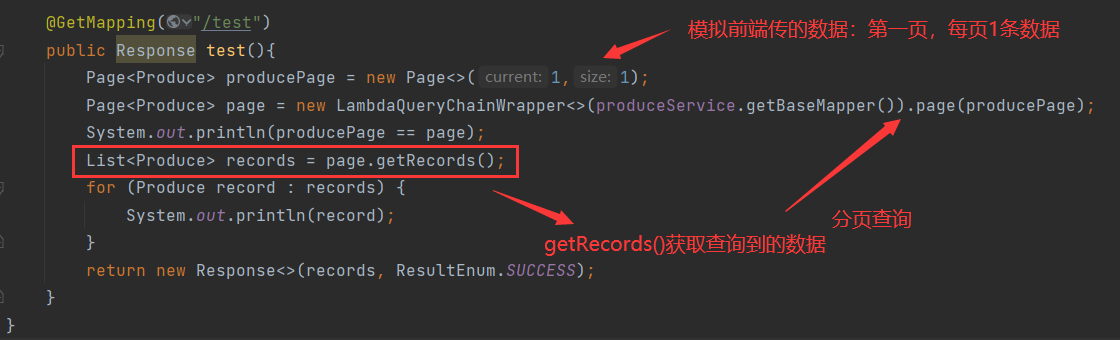 @GetMapping("/test")
模拟前端传的数据：第一页，每页1条数据
public Response test(){
Page<Produce> producePage = new Page<>( current: 1, size: 1);
Page<Produce> page = new LambdaQueryChainWrapper<>(produceService.getBaseMapper()).page(producePage);
System.out.println(producePage == page);
List<Produce> records = page.getRecords();
for (Produce record : records) {
System.out.println(record);
分页查询
}
getRecords()获取查询到的数据
return new Response<>(records, ResultEnum.SUCCESS);
}
}